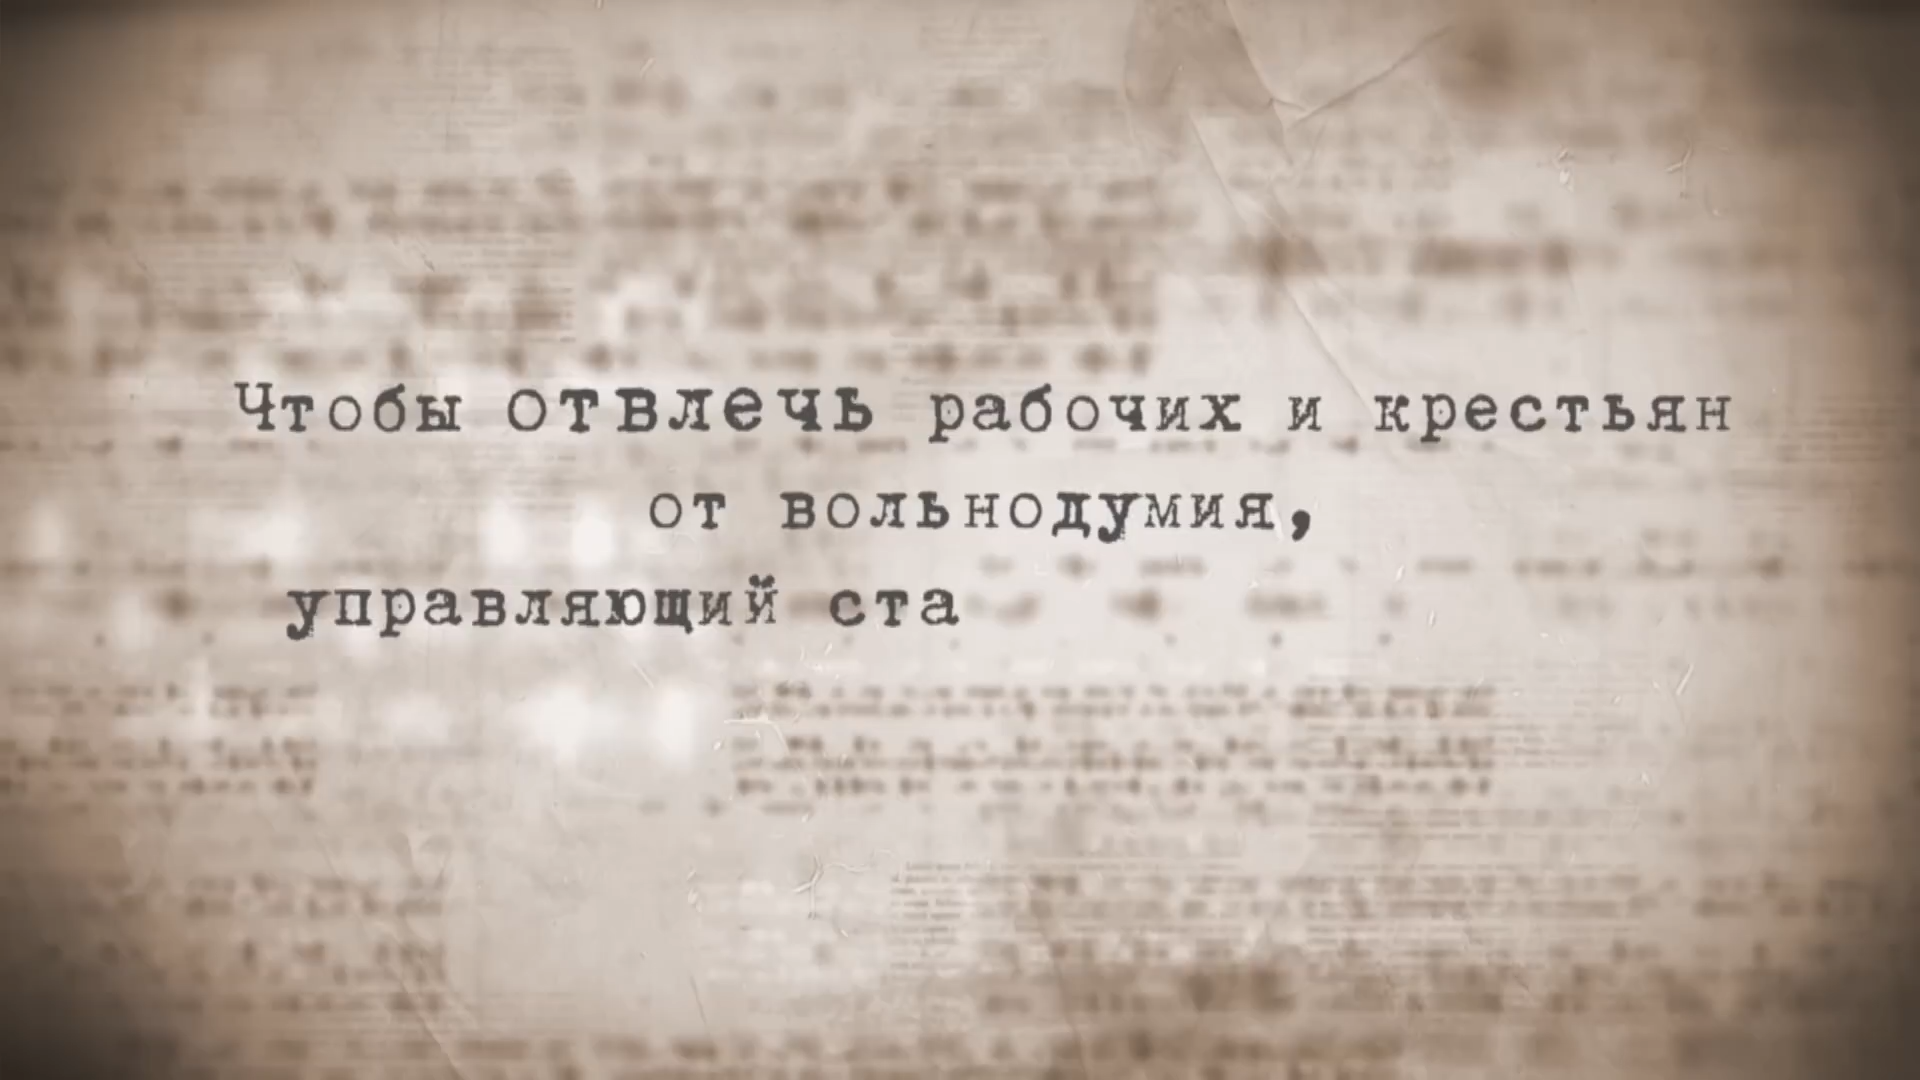 Чтобы отвлечь рабочих и крестьян
от вольнодумия,
управляющий ста